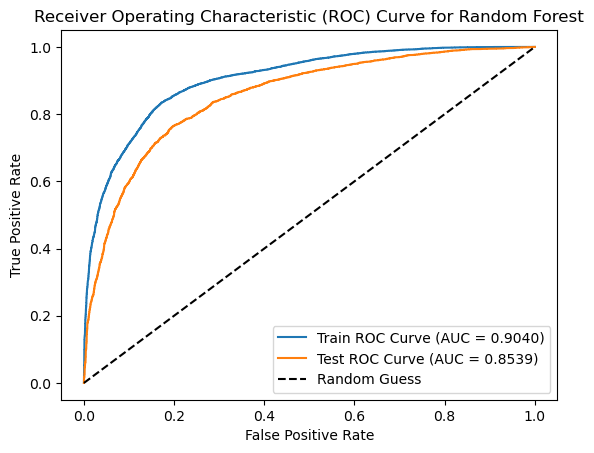 Receiver Operating Characteristic (ROC) Curve for Random Forest
True Positive Rate
1.0
0.8
0.6
0.4
0.2
0.0
Train ROC Curve (AUC = 0.9040)
Test ROC Curve (AUC = 0.8539)
Random Guess
0.0 0.2 0.4 0.6 0.8 1.0
False Positive Rate